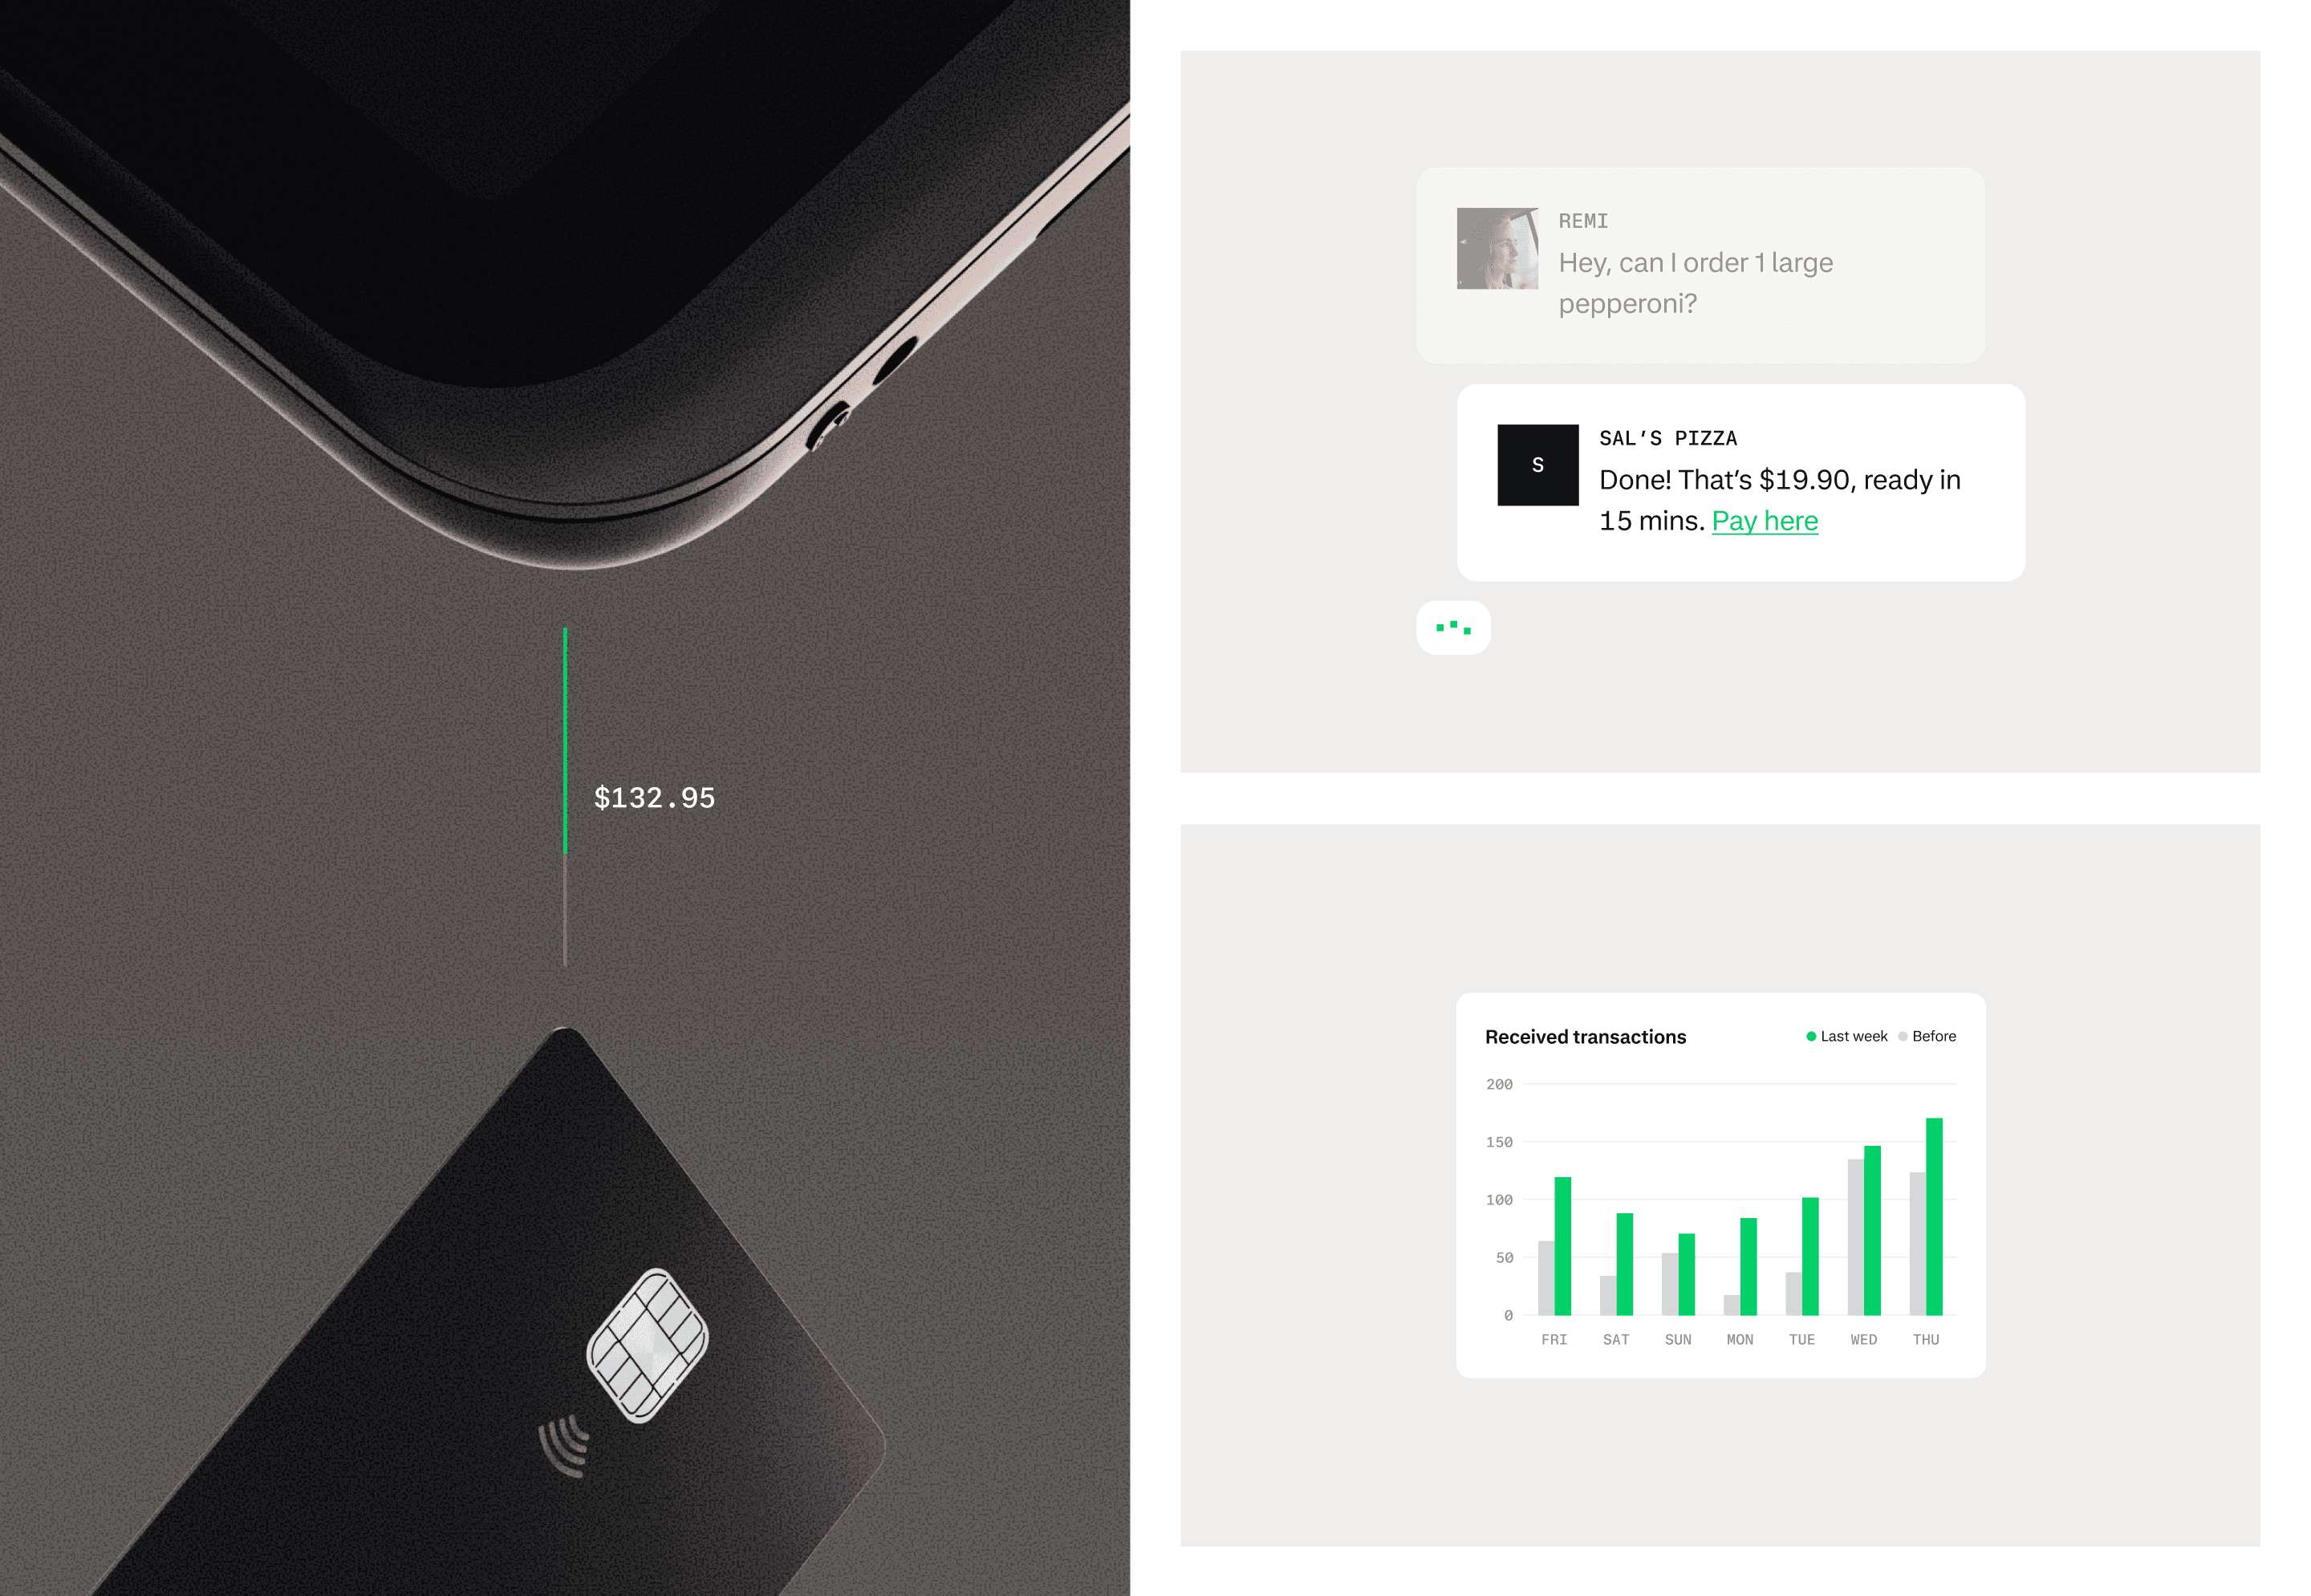 $132.95
REMI
Hey, can I order 1 large
pepperoni?
S
SAL’S PIZZA
Done! That’s $19.90, ready in
15 mins. Pay here
Received transactions
Last week
Before
200
150
100
50
0
FRI SAT SUN MON TUE WED THU